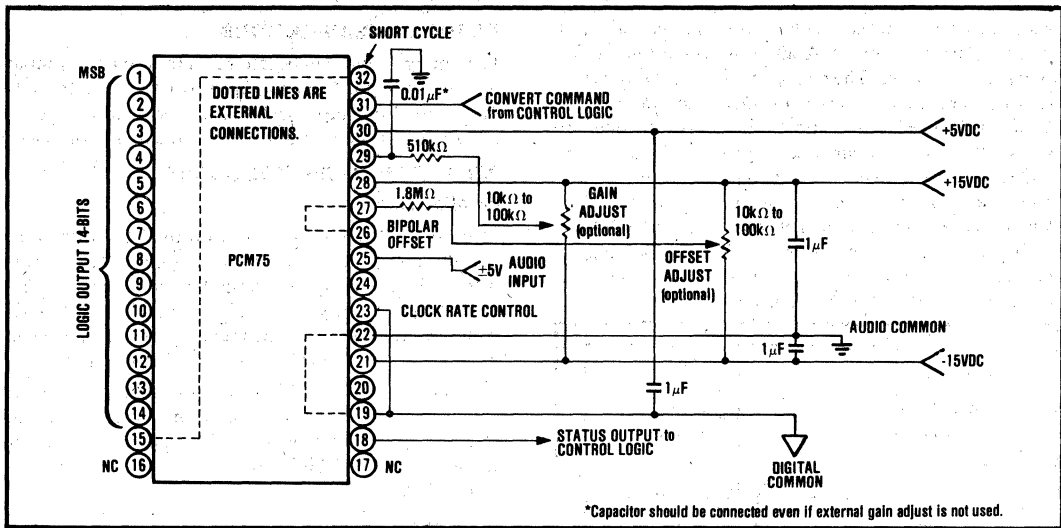 SHORT CYCLE
MSB
LOGIC OUTPUT 14-BITS
1
2
3
4
5
6
7
8
9
10
11
12
13
14
15
NC 16
DOTTED LINES ARE
EXTERNAL
CONNECTIONS.
PCM75
32
31
30
29
28
27
26
25
24
23
22
21
20
19
18
17 NC
0.01µF*
CONVERT COMMAND
from CONTROL LOGIC
+5VDC
510kΩ
+15VDC
1.8MΩ
BIPOLAR
OFFSET
10kΩ to
100kΩ
GAIN
ADJUST
(optional)
10kΩ to
100kΩ
OFFSET
ADJUST
(optional)
1µF
±5V AUDIO
INPUT
CLOCK RATE CONTROL
AUDIO COMMON
1µF
-15VDC
1µF
STATUS OUTPUT to
CONTROL LOGIC
DIGITAL
COMMON
*Capacitor should be connected even if external gain adjust is not used.